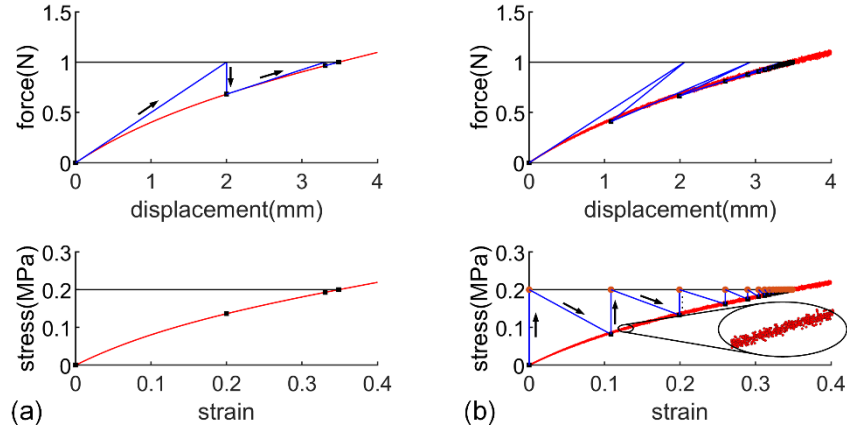 force(N)
1.5
1
0.5
0
0 1 2 3 4
displacement(mm)
force(N)
1.5
1
0.5
0
0 1 2 3 4
displacement(mm)
stress(MPa)
0.3
0.2
0.1
0
0 0.1 0.2 0.3 0.4
(a) strain
stress(MPa)
0.3
0.2
0.1
0
0 0.1 0.2 0.3 0.4
(b) strain